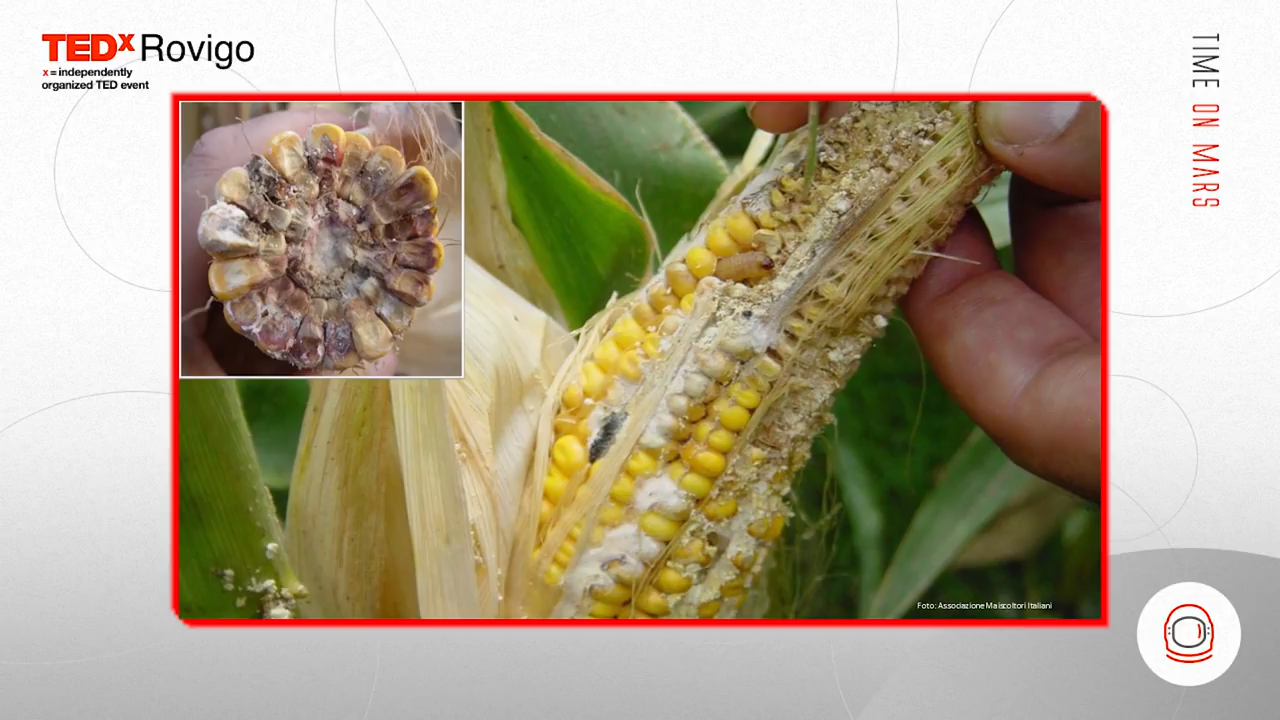 TEDx Rovigo
x = independently
organized TED event
TIME ON MARS
Foto: Associazione Maiscoltori Italiani